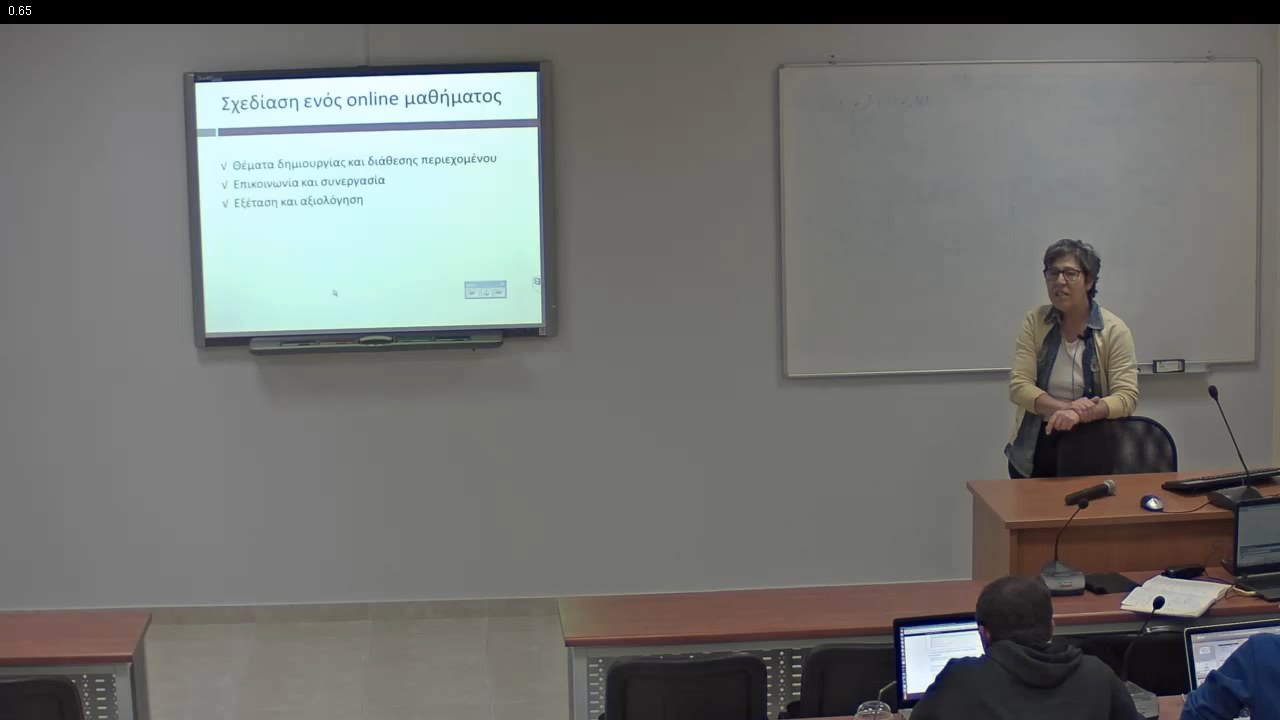 0.65
Σχεδίαση ενός online μαθήματος
√ Θέματα δημιουργίας και διάθεσης περιεχομένου
√ Επικοινωνία και συνεργασία
√ Εξέταση και αξιολόγηση